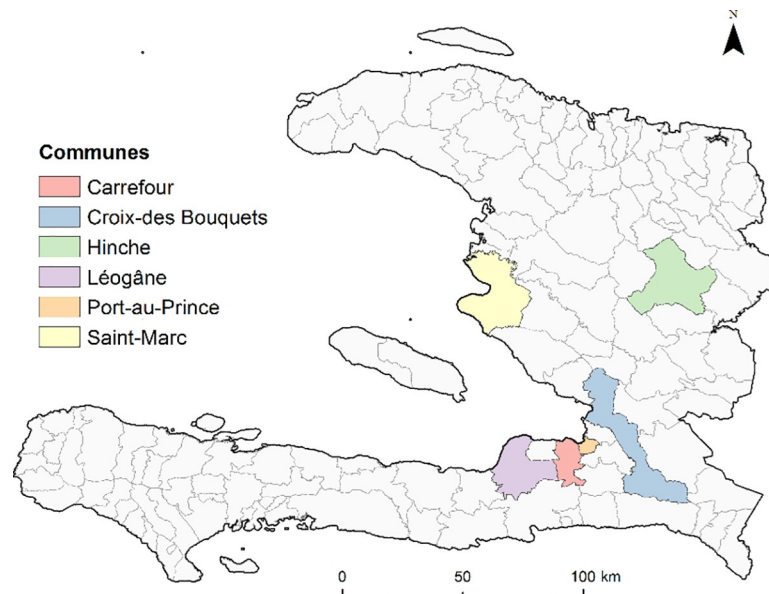 N
Communes
Carrefour
Croix-des Bouquets
Hinche
Léogâne
Port-au-Prince
Saint-Marc
0 50 100 km